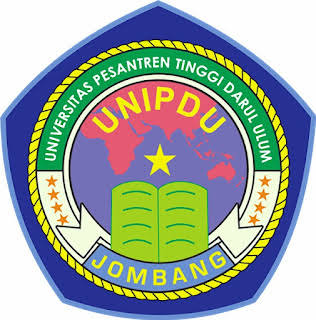 UNIVERSITAS PESANTREN TINGGI DARUL ULUM
UNIPDU
JOMBANG